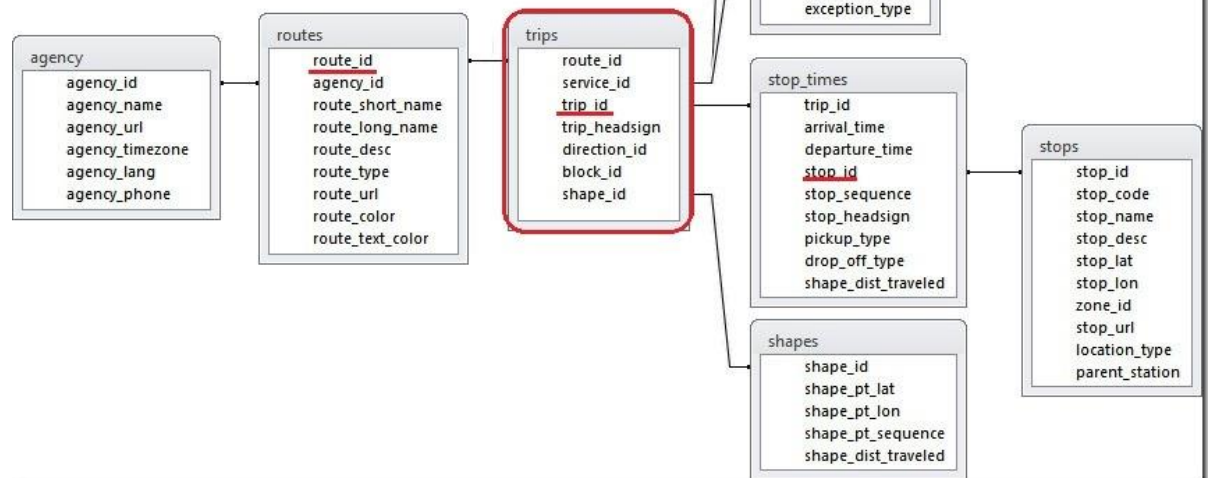 exception_type
agency
agency_id
agency_name
agency_url
agency_timezone
agency_lang
agency_phone
routes
route_id
agency_id
route_short_name
route_long_name
route_desc
route_type
route_url
route_color
route_text_color
trips
route_id
service_id
trip_id
trip_headsign
direction_id
block_id
shape_id
stop_times
trip_id
arrival_time
departure_time
stop_id
stop_sequence
stop_headsign
pickup_type
drop_off_type
shape_dist_traveled
shapes
shape_id
shape_pt_lat
shape_pt_lon
shape_pt_sequence
shape_dist_traveled
stops
stop_id
stop_code
stop_name
stop_desc
stop_lat
stop_lon
zone_id
stop_url
location_type
parent_station